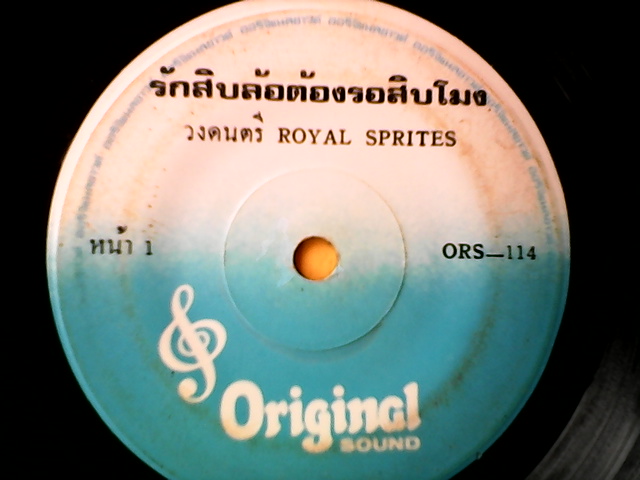 รักสิบล้อต้องรอสิบโมง
วงดนตรี ROYAL SPRITES
หน้า 1
ORS—114
Original
SOUND